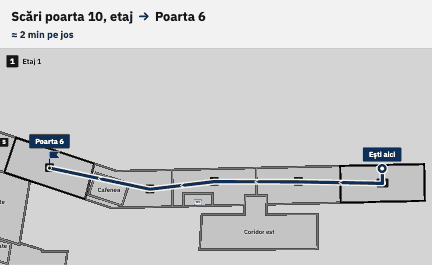 Scări poarta 10, etaj → Poarta 6
≈ 2 min pe jos
1 Etaj 1
Poarta 6
Ești aici
Cafenea
Coridor est